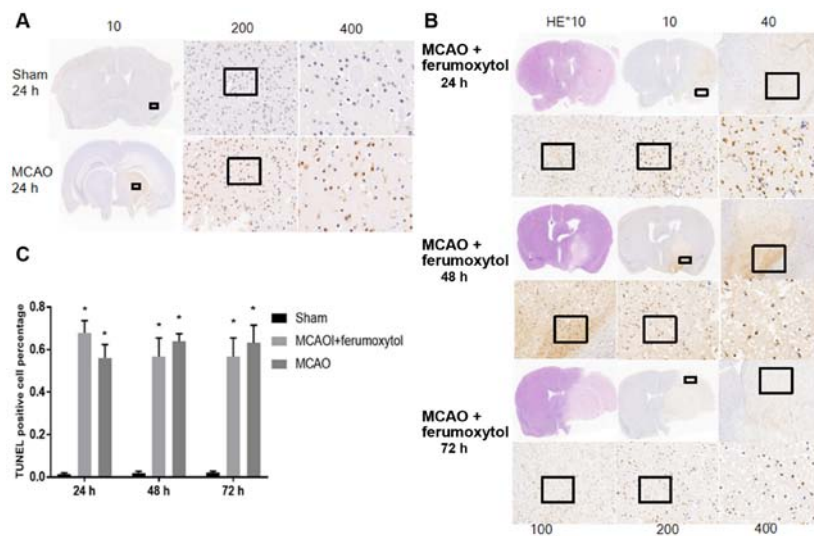 A
10 200 400
Sham
24 h
MCAO
24 h
B
HE*10 10 40
MCAO +
ferumoxytol
24 h
MCAO +
ferumoxytol
48 h
MCAO +
ferumoxytol
72 h
100 200 400
C
TUNEL positive cell percentage
0.8
0.6
0.4
0.2
0.0
* * * * * *
24 h 48 h 72 h
Sham
MCAOI+ferumoxytol
MCAO